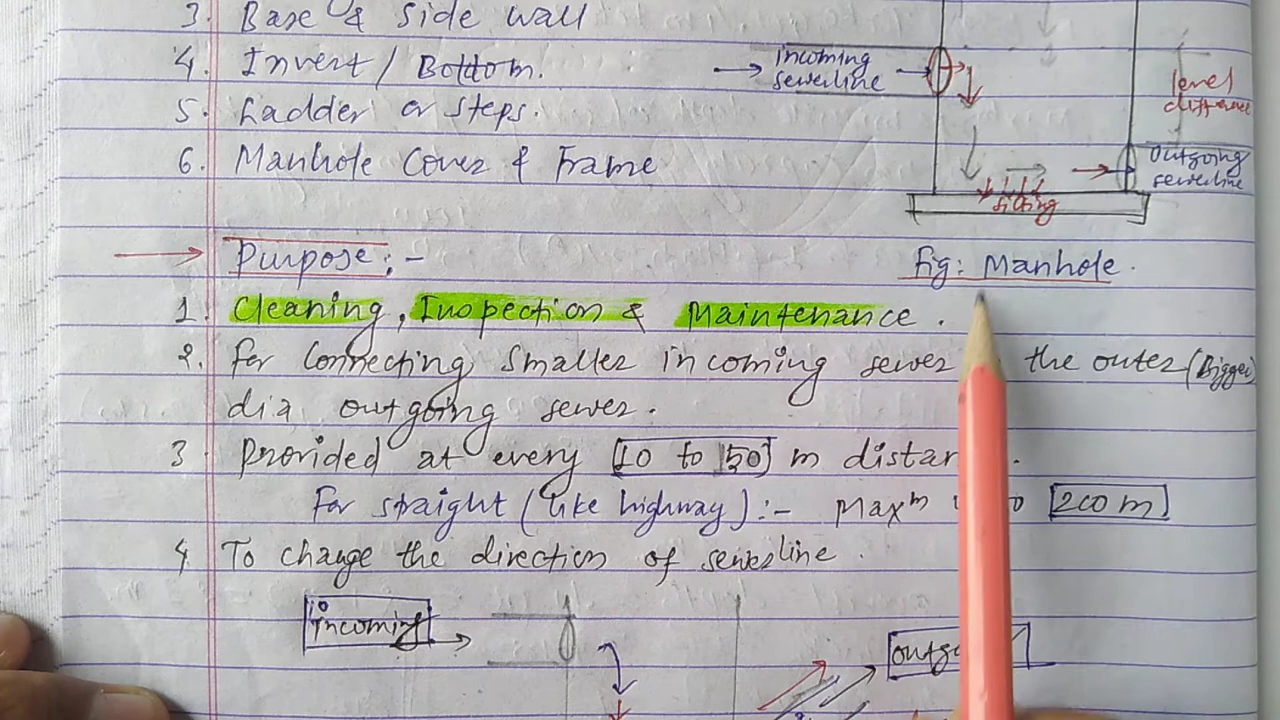 3. Base & Side Wall
4. Invert / Bottom.
5. Ladder or steps.
6. Manhole Cover & Frame
incoming
sewerline
level
difference
outgoing
sewerline
fig: Manhole.
Purpose:-
1. Cleaning, Inspection & Maintenance.
2. For Connecting Smaller incoming sewer the outer (Bigger)
dia outgoing sewer.
3 Provided at every 10 to 50 m
For straight (like highway) :- Maxm 200 m
4 To change the direction of sewerline.
incoming